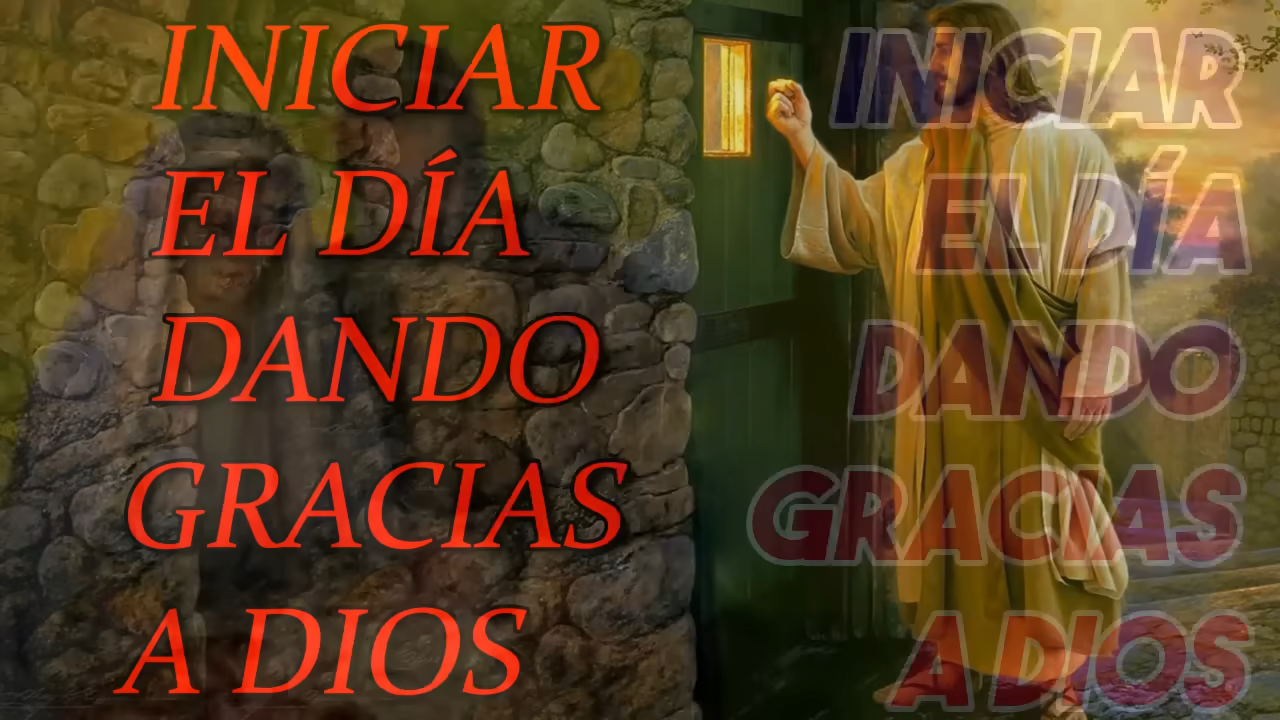 INICIAR
EL DÍA
DANDO
GRACIAS
A DIOS
INICIAR
EL DÍA
DANDO
GRACIAS
A DIOS